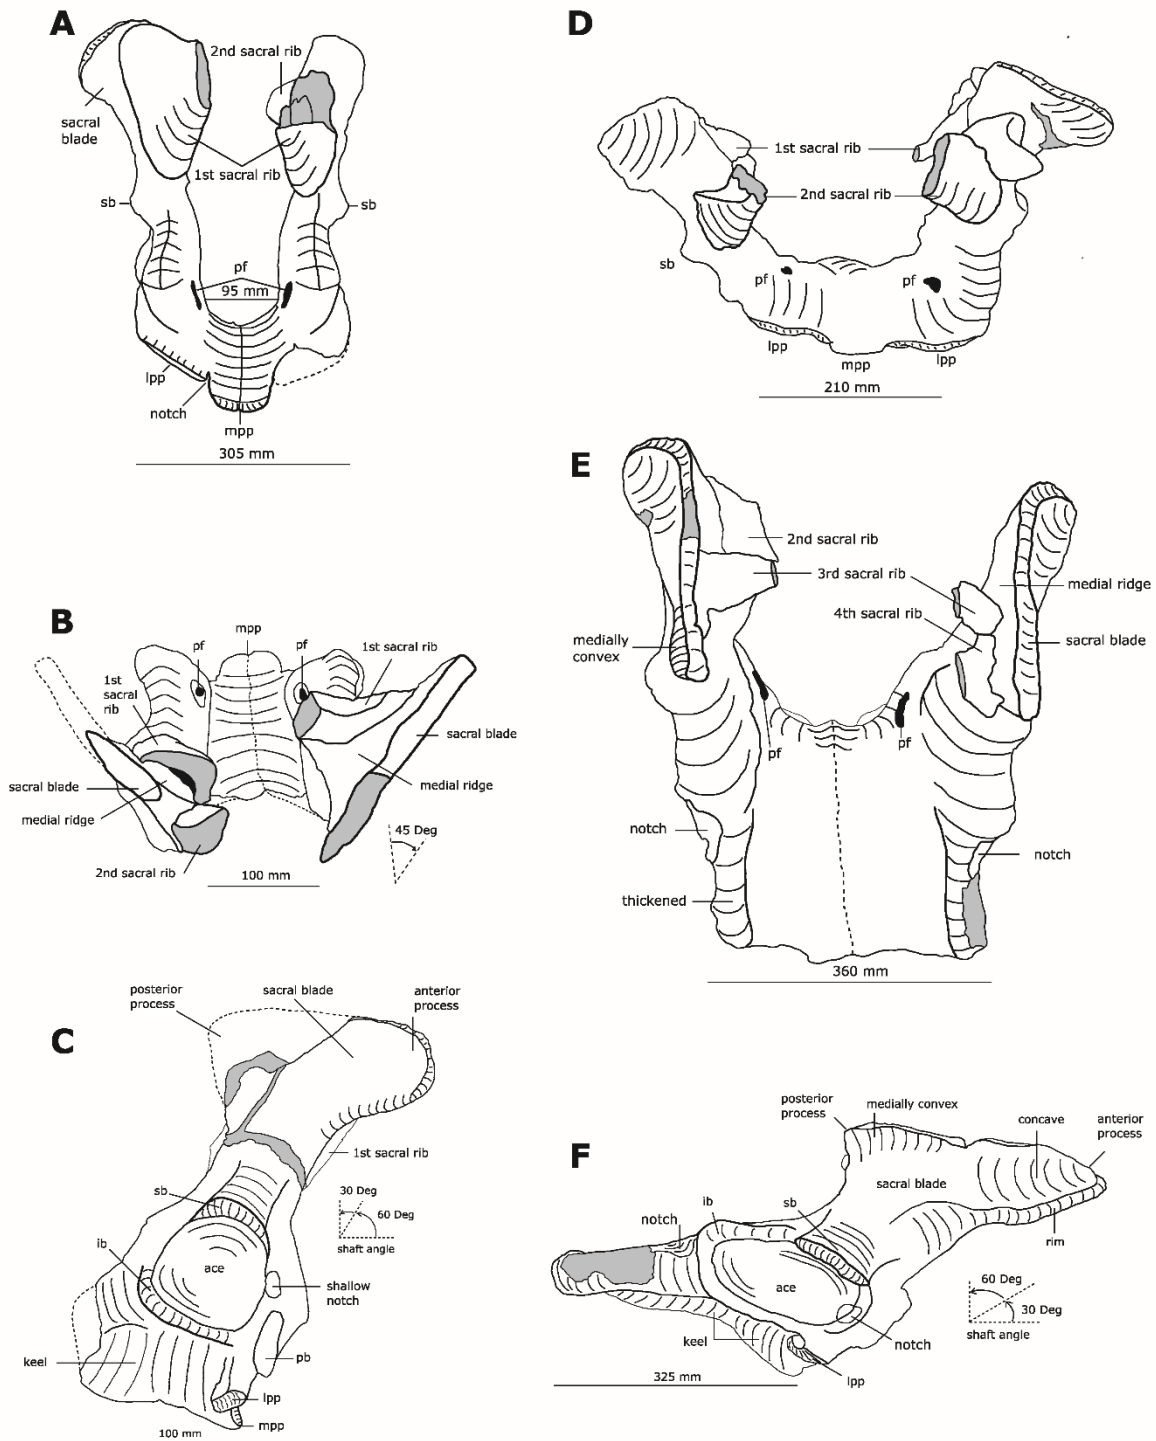 A
2nd sacral rib
sacral
blade
1st sacral rib
sb
sb
pf
95 mm
lpp
notch
mpp
305 mm
D
1st sacral rib
2nd sacral rib
sb
pf
pf
lpp
mpp
lpp
210 mm
B
mpp
pf
pf
1st sacral rib
1st
sacral
rib
sacral blade
sacral blade
medial ridge
medial ridge
45 Deg
2nd sacral rib
100 mm
E
2nd sacral rib
3rd sacral rib
medial ridge
4th sacral rib
medially
convex
sacral blade
pf
pf
notch
notch
thickened
360 mm
C
posterior
process
sacral blade
anterior
process
1st sacral rib
sb
30 Deg
60 Deg
shaft angle
ib
ace
shallow
notch
keel
pb
lpp
mpp
100 mm
F
posterior
process
medially convex
concave
anterior
process
sacral blade
ib
sb
notch
rim
ace
60 Deg
30 Deg
shaft angle
keel
notch
lpp
325 mm